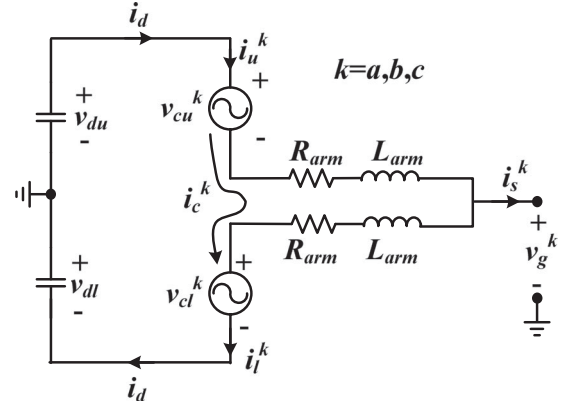 i_d
i_u^k
+
k=a,b,c
v_cu^k
-
+
v_du
-
R_arm
L_arm
i_s^k
i_c^k
+
v_g^k
-
R_arm
L_arm
+
v_dl
-
+
v_cl^k
-
i_l^k
i_d